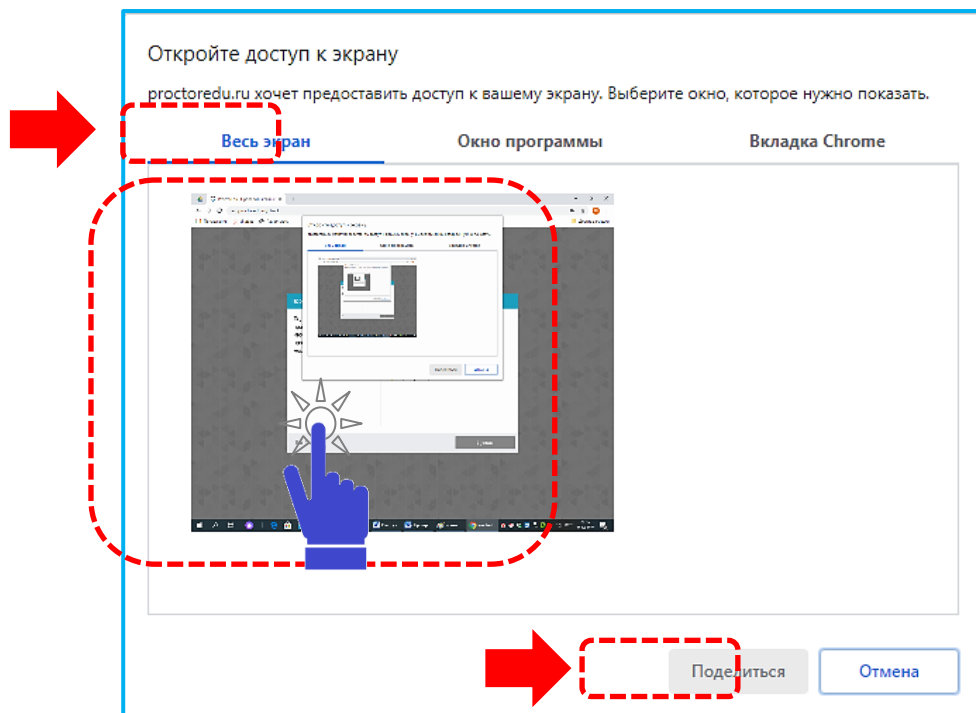 Откройте доступ к экрану
proctoredu.ru хочет предоставить доступ к вашему экрану. Выберите окно, которое нужно показать.
Весь экран Окно программы Вкладка Chrome
Поделиться Отмена